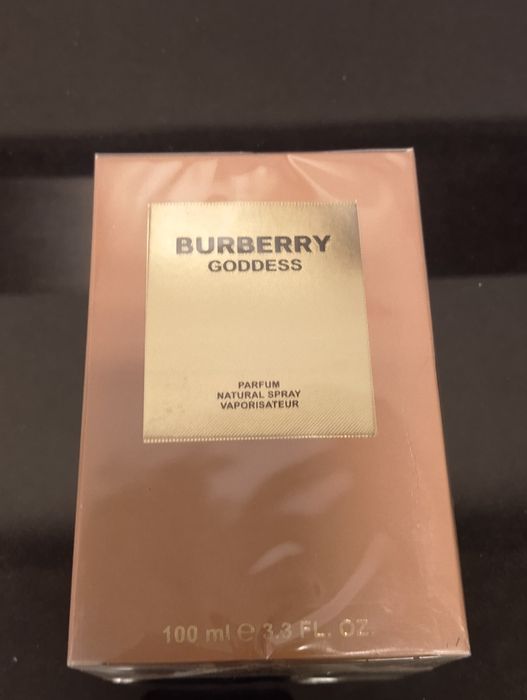 BURBERRY
GODDESS
PARFUM
NATURAL SPRAY
VAPORISATEUR
100 ml ℮ 3.3 FL. OZ.